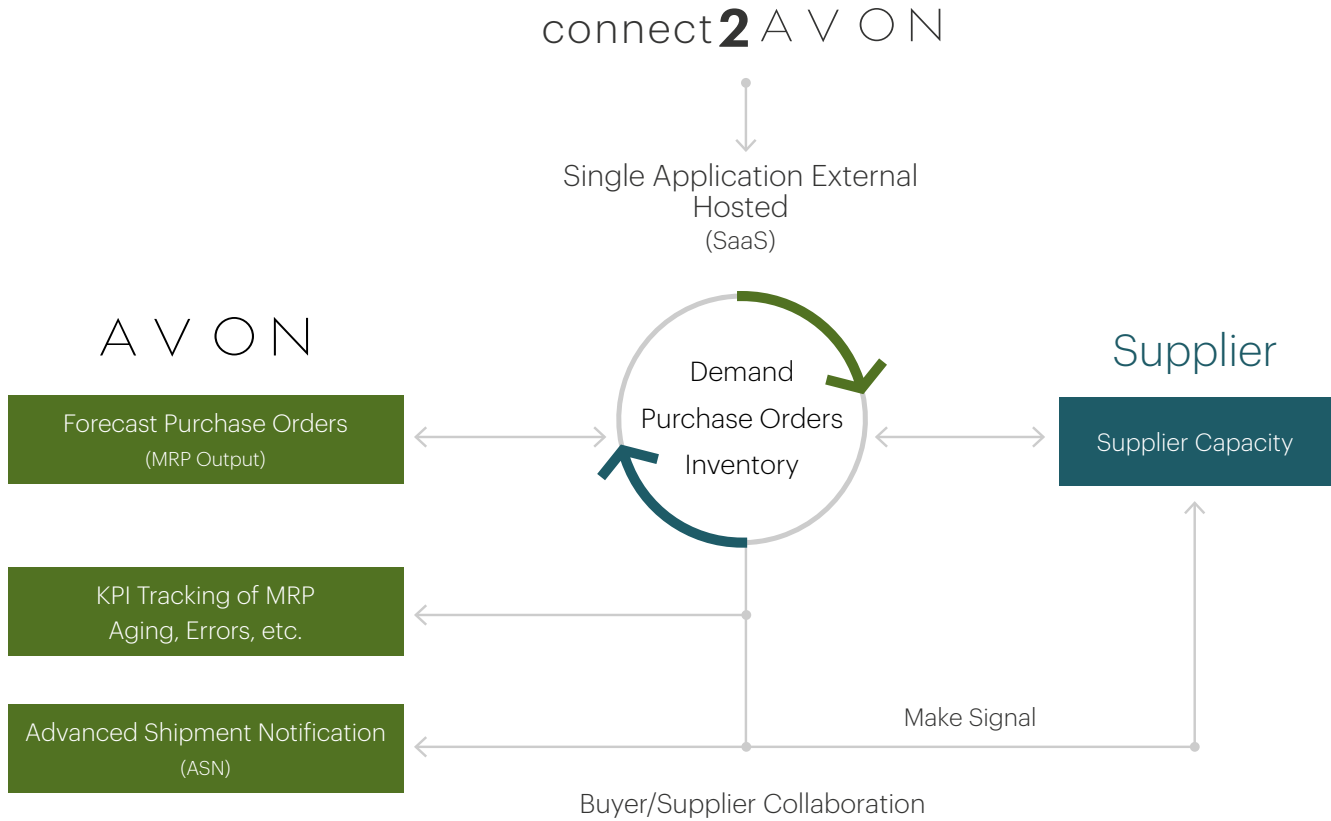 connect2AVON
Single Application External
Hosted
(SaaS)
AVON
Forecast Purchase Orders
(MRP Output)
KPI Tracking of MRP
Aging, Errors, etc.
Advanced Shipment Notification
(ASN)
Demand
Purchase Orders
Inventory
Supplier
Supplier Capacity
Make Signal
Buyer/Supplier Collaboration